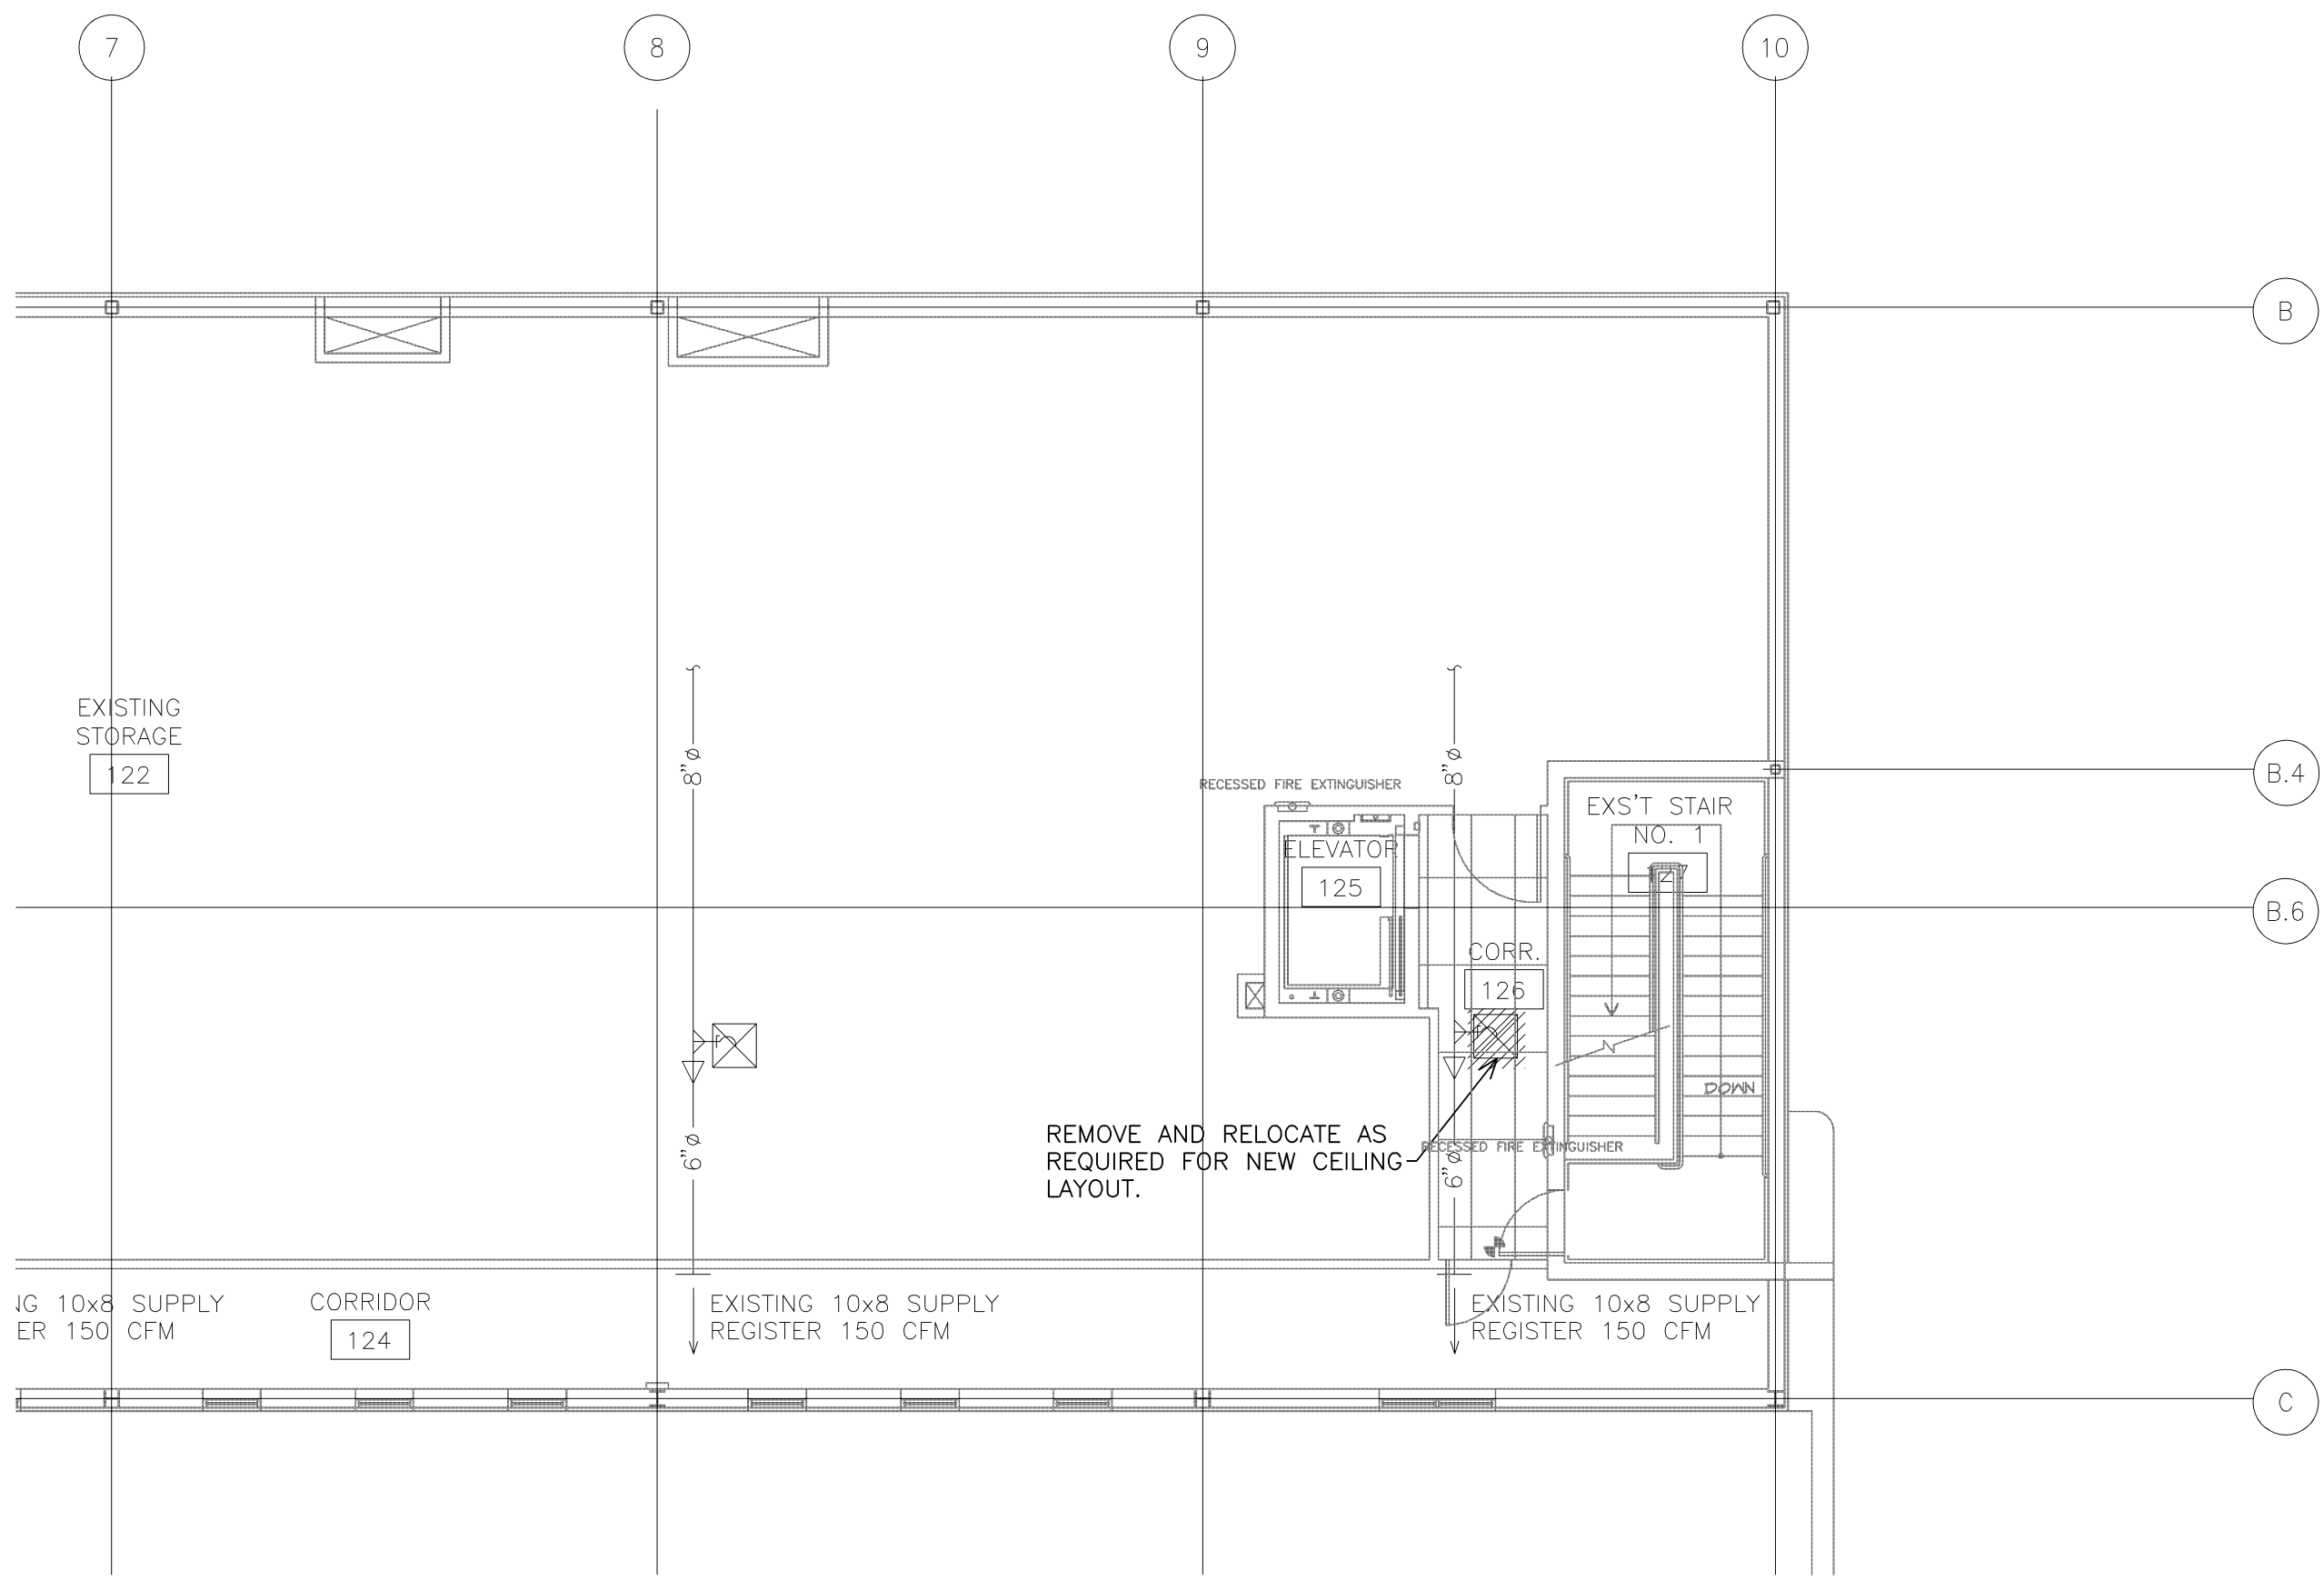 7
8
9
10
B
EXISTING
STORAGE
122
8"ø
8"ø
RECESSED FIRE EXTINGUISHER
B.4
EXS'T STAIR
NO. 1
127
ELEVATOR
125
B.6
CORR.
126
DOWN
6"ø
REMOVE AND RELOCATE AS
REQUIRED FOR NEW CEILING
LAYOUT.
RECESSED FIRE EXTINGUISHER
6"ø
NG 10x8 SUPPLY
ER 150 CFM
CORRIDOR
124
EXISTING 10x8 SUPPLY
REGISTER 150 CFM
EXISTING 10x8 SUPPLY
REGISTER 150 CFM
C